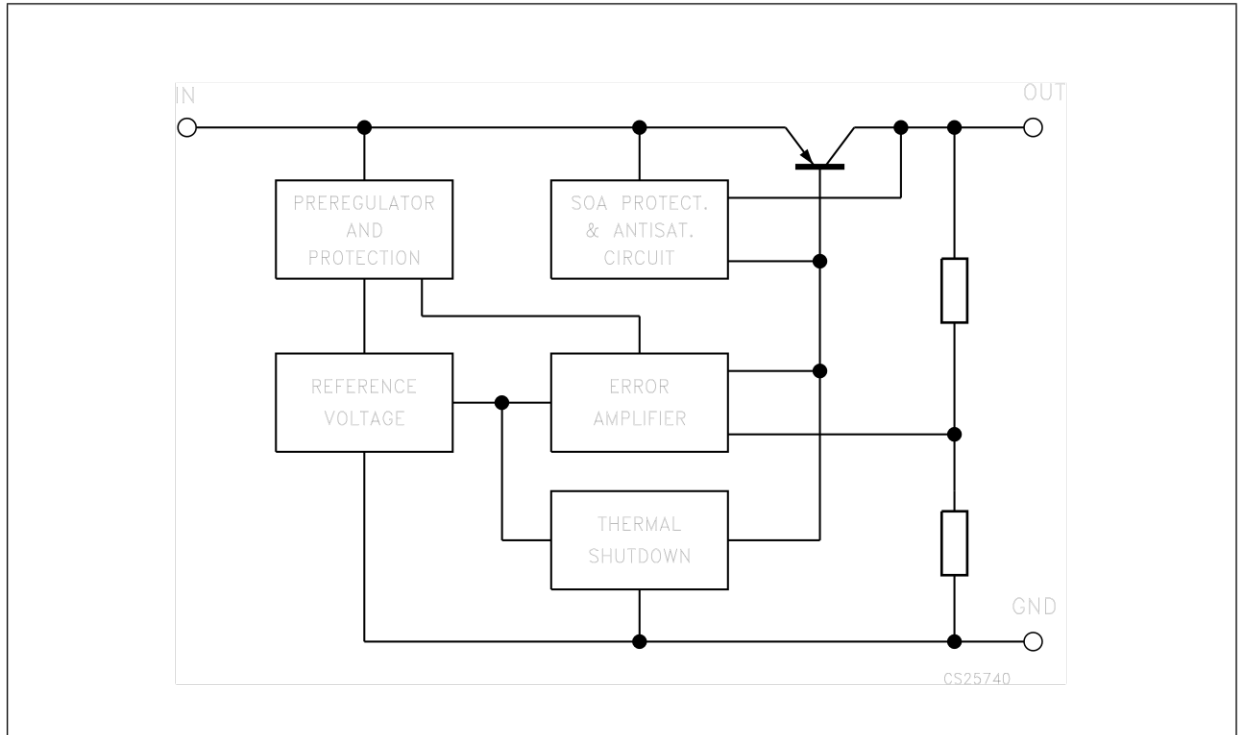 IN
OUT
PREREGULATOR
AND
PROTECTION
SOA PROTECT.
& ANTISAT.
CIRCUIT
REFERENCE
VOLTAGE
ERROR
AMPLIFIER
THERMAL
SHUTDOWN
GND
CS25740